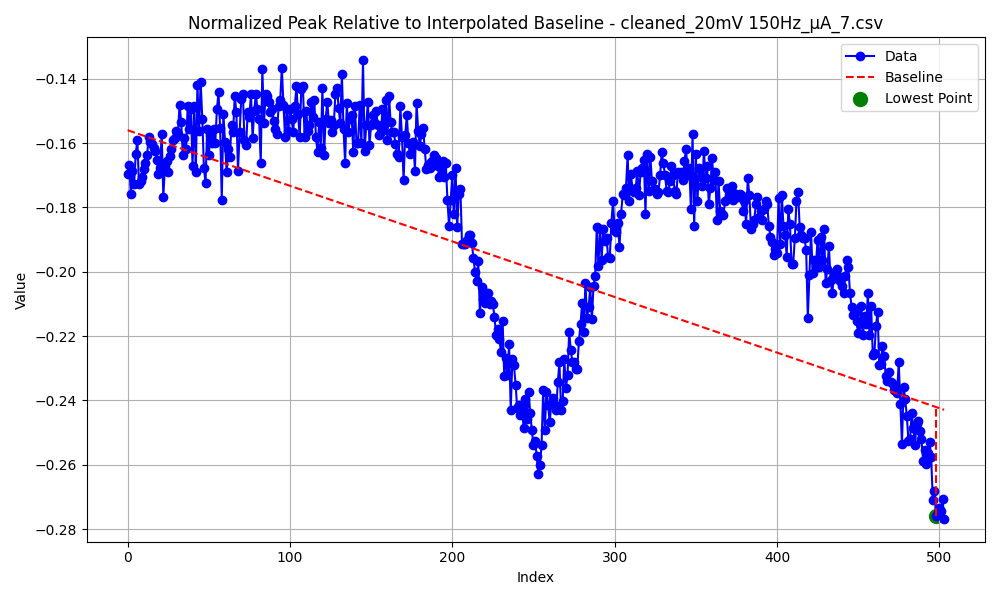 Normalized Peak Relative to Interpolated Baseline - cleaned_20mV 150Hz_μA_7.csv
Data
Baseline
Lowest Point
−0.14
−0.16
−0.18
−0.20
−0.22
−0.24
−0.26
−0.28
Value
0 100 200 300 400 500
Index